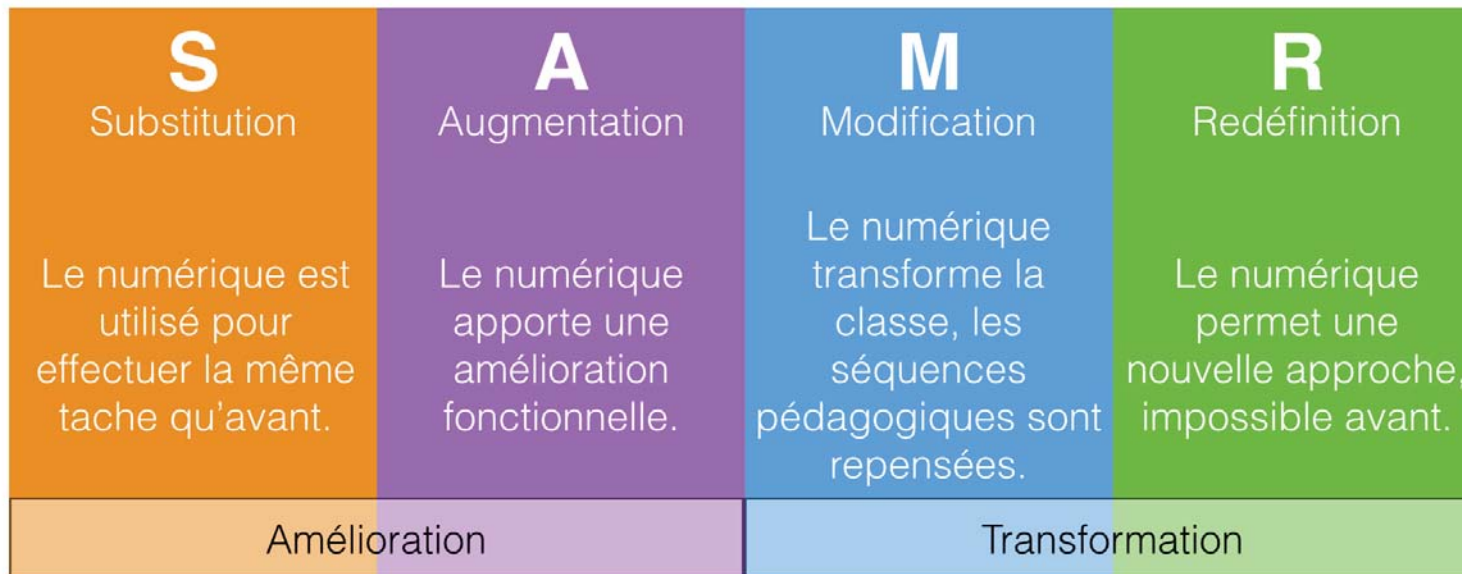 S
Substitution
Le numérique est
utilisé pour
effectuer la même
tache qu'avant.
A
Augmentation
Le numérique
apporte une
amélioration
fonctionnelle.
M
Modification
Le numérique
transforme la
classe, les
séquences
pédagogiques sont
repensées.
R
Redéfinition
Le numérique
permet une
nouvelle approche,
impossible avant.
Amélioration
Transformation